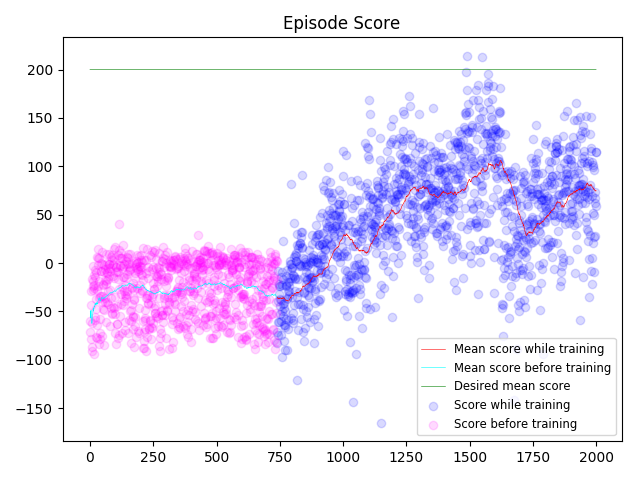 Episode Score
200
150
100
50
0
−50
−100
−150
0 250 500 750 1000 1250 1500 1750 2000
Mean score while training
Mean score before training
Desired mean score
Score while training
Score before training